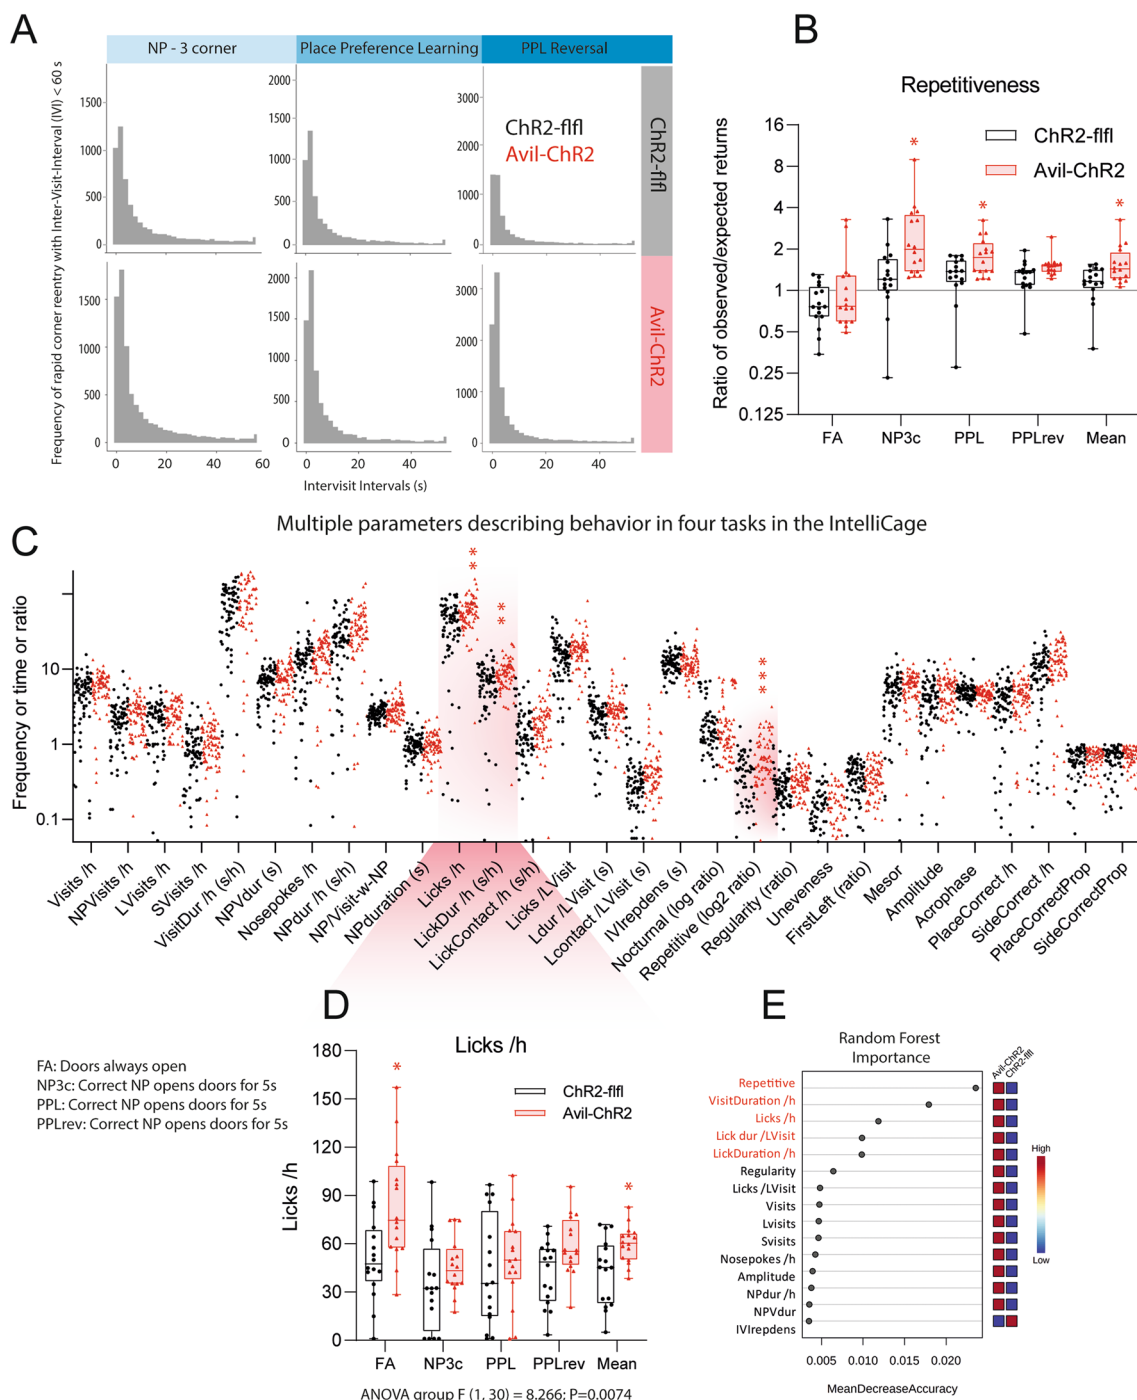 A
NP - 3 corner
Place Preference Learning
PPL Reversal
Frequency of rapid corner reentry with Inter-Visit-Interval (IVI) < 60 s
1500
1000
500
0
2000
1500
1000
500
0
3000
2000
1000
0
ChR2-flfl
Avil-ChR2
ChR2-flfl
1500
1000
500
0
2000
1500
1000
500
0
3000
2000
1000
0
Avil-ChR2
0 20 40 60
0 20 40
0 20 40
Intervisit Intervals (s)
B
Repetitiveness
ChR2-flfl
Avil-ChR2
Ratio of observed/expected returns
16
8
4
2
1
0.5
0.25
0.125
*
*
*
FA NP3c PPL PPLrev Mean
C
Multiple parameters describing behavior in four tasks in the IntelliCage
Frequency or time or ratio
10
1
0.1
**
**
***
Visits /h
NPVisits /h
LVisits /h
SVisits /h
VisitDur /h (s/h)
NPVdur (s)
Nosepokes /h
NPdur /h (s/h)
NP/Visit-w-NP
NPduration (s)
Licks /h
LickDur /h (s/h)
LickContact /h (s/h)
Licks /LVisit
Ldur /LVisit (s)
Lcontact /LVisit (s)
IVIrepdens (s)
Nocturnal (log ratio)
Repetitive (log2 ratio)
Regularity (ratio)
Uneveness
FirstLeft (ratio)
Mesor
Amplitude
Acrophase
PlaceCorrect /h
SideCorrect /h
PlaceCorrectProp
SideCorrectProp
FA: Doors always open
NP3c: Correct NP opens doors for 5s
PPL: Correct NP opens doors for 5s
PPLrev: Correct NP opens doors for 5s
D
Licks /h
ChR2-flfl
Avil-ChR2
Licks /h
180
150
120
90
60
30
0
*
*
FA NP3c PPL PPLrev Mean
ANOVA group F (1, 30) = 8.266; P=0.0074
E
Random Forest
Importance
Avil-ChR2
ChR2-flfl
Repetitive
VisitDuration /h
Licks /h
Lick dur /LVisit
LickDuration /h
Regularity
Licks /LVisit
Visits
Lvisits
Svisits
Nosepokes /h
Amplitude
NPdur /h
NPVdur
IVIrepdens
High
Low
0.005 0.010 0.015 0.020
MeanDecreaseAccuracy